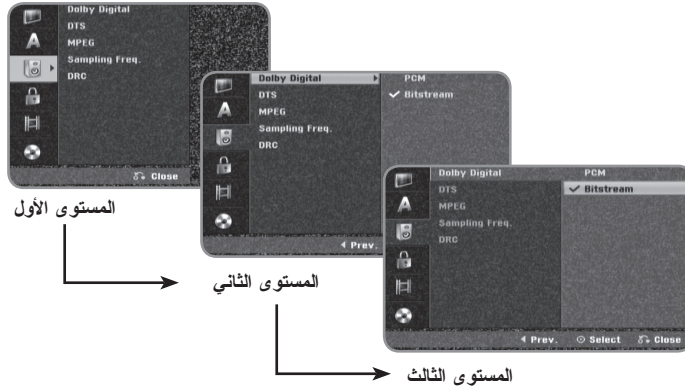 Dolby Digital
DTS
MPEG
Sampling Freq.
DRC
Close
المستوى الأول
Dolby Digital PCM
DTS Bitstream
MPEG
Sampling Freq.
DRC
Prev.
المستوى الثاني
Dolby Digital PCM
DTS Bitstream
MPEG
Sampling Freq.
DRC
Prev. Select Close
المستوى الثالث